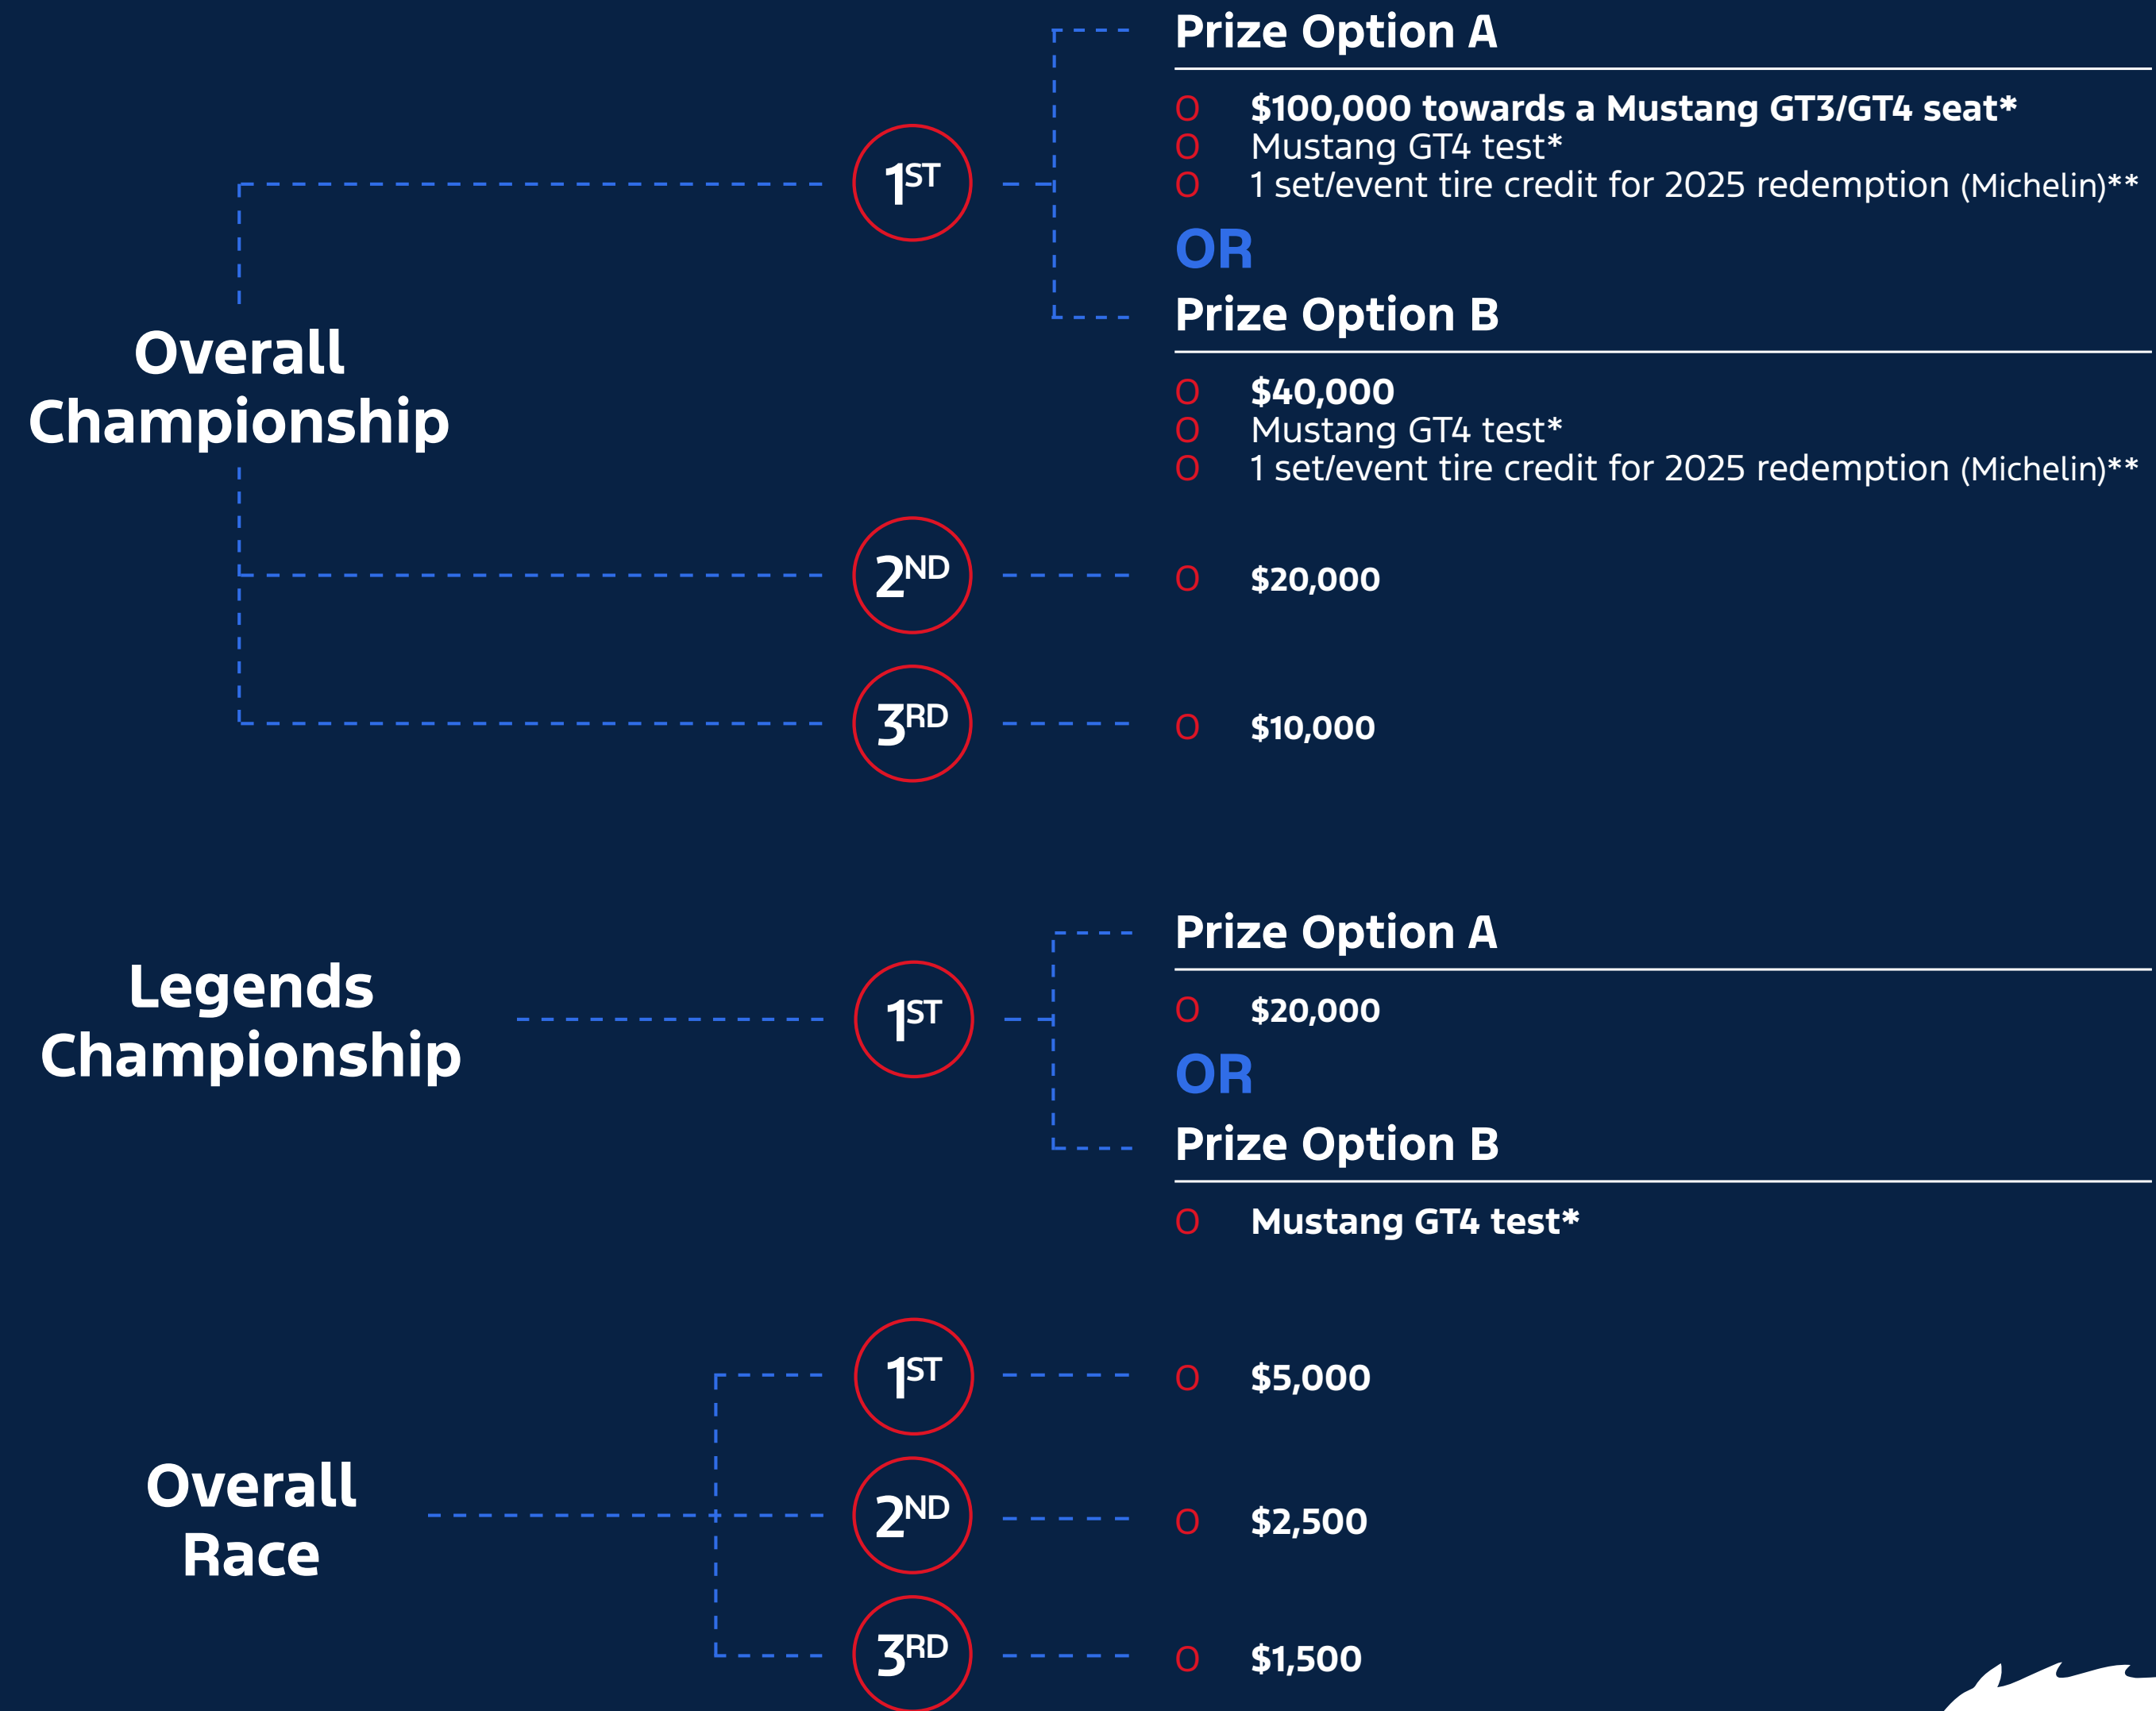 Prize Option A
O $100,000 towards a Mustang GT3/GT4 seat*
O Mustang GT4 test*
O 1 set/event tire credit for 2025 redemption (Michelin)**
1ST
OR
Prize Option B
O $40,000
O Mustang GT4 test*
O 1 set/event tire credit for 2025 redemption (Michelin)**
Overall
Championship
2ND O $20,000
3RD O $10,000
Prize Option A
O $20,000
Legends
Championship
1ST
OR
Prize Option B
O Mustang GT4 test*
1ST O $5,000
Overall
Race
2ND O $2,500
3RD O $1,500